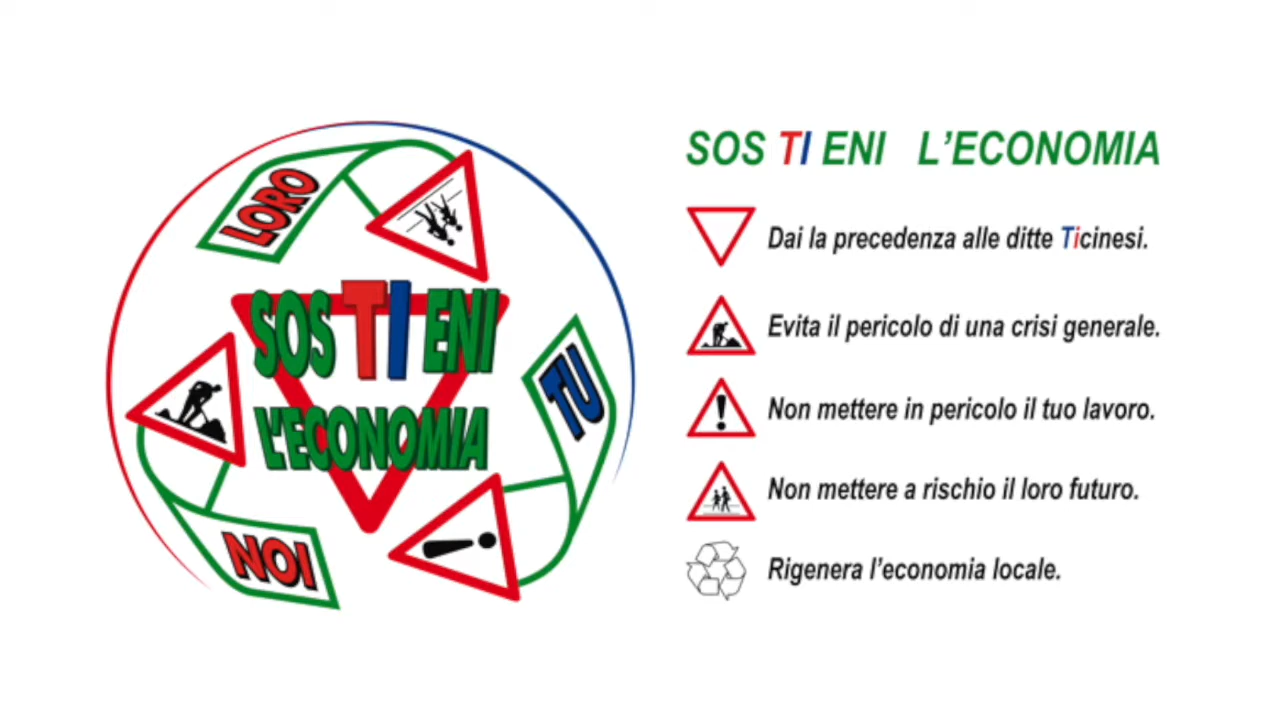 LORO
SOS TI ENI
L'ECONOMIA
TU
NOI
SOS TI ENI L'ECONOMIA
Dai la precedenza alle ditte Ticinesi.
Evita il pericolo di una crisi generale.
Non mettere in pericolo il tuo lavoro.
Non mettere a rischio il loro futuro.
Rigenera l'economia locale.